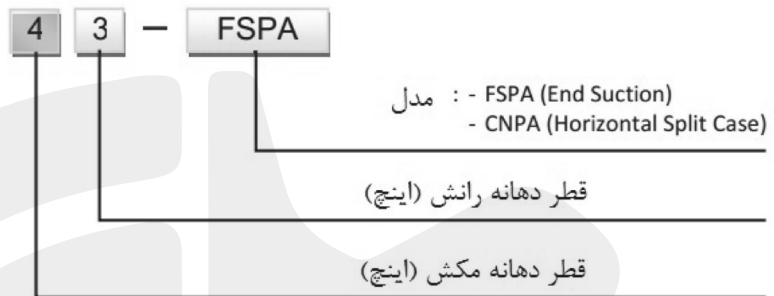 4 3 – FSPA
مدل : - FSPA (End Suction)
- CNPA (Horizontal Split Case)
قطر دهانه رانش (اینچ)
قطر دهانه مکش (اینچ)